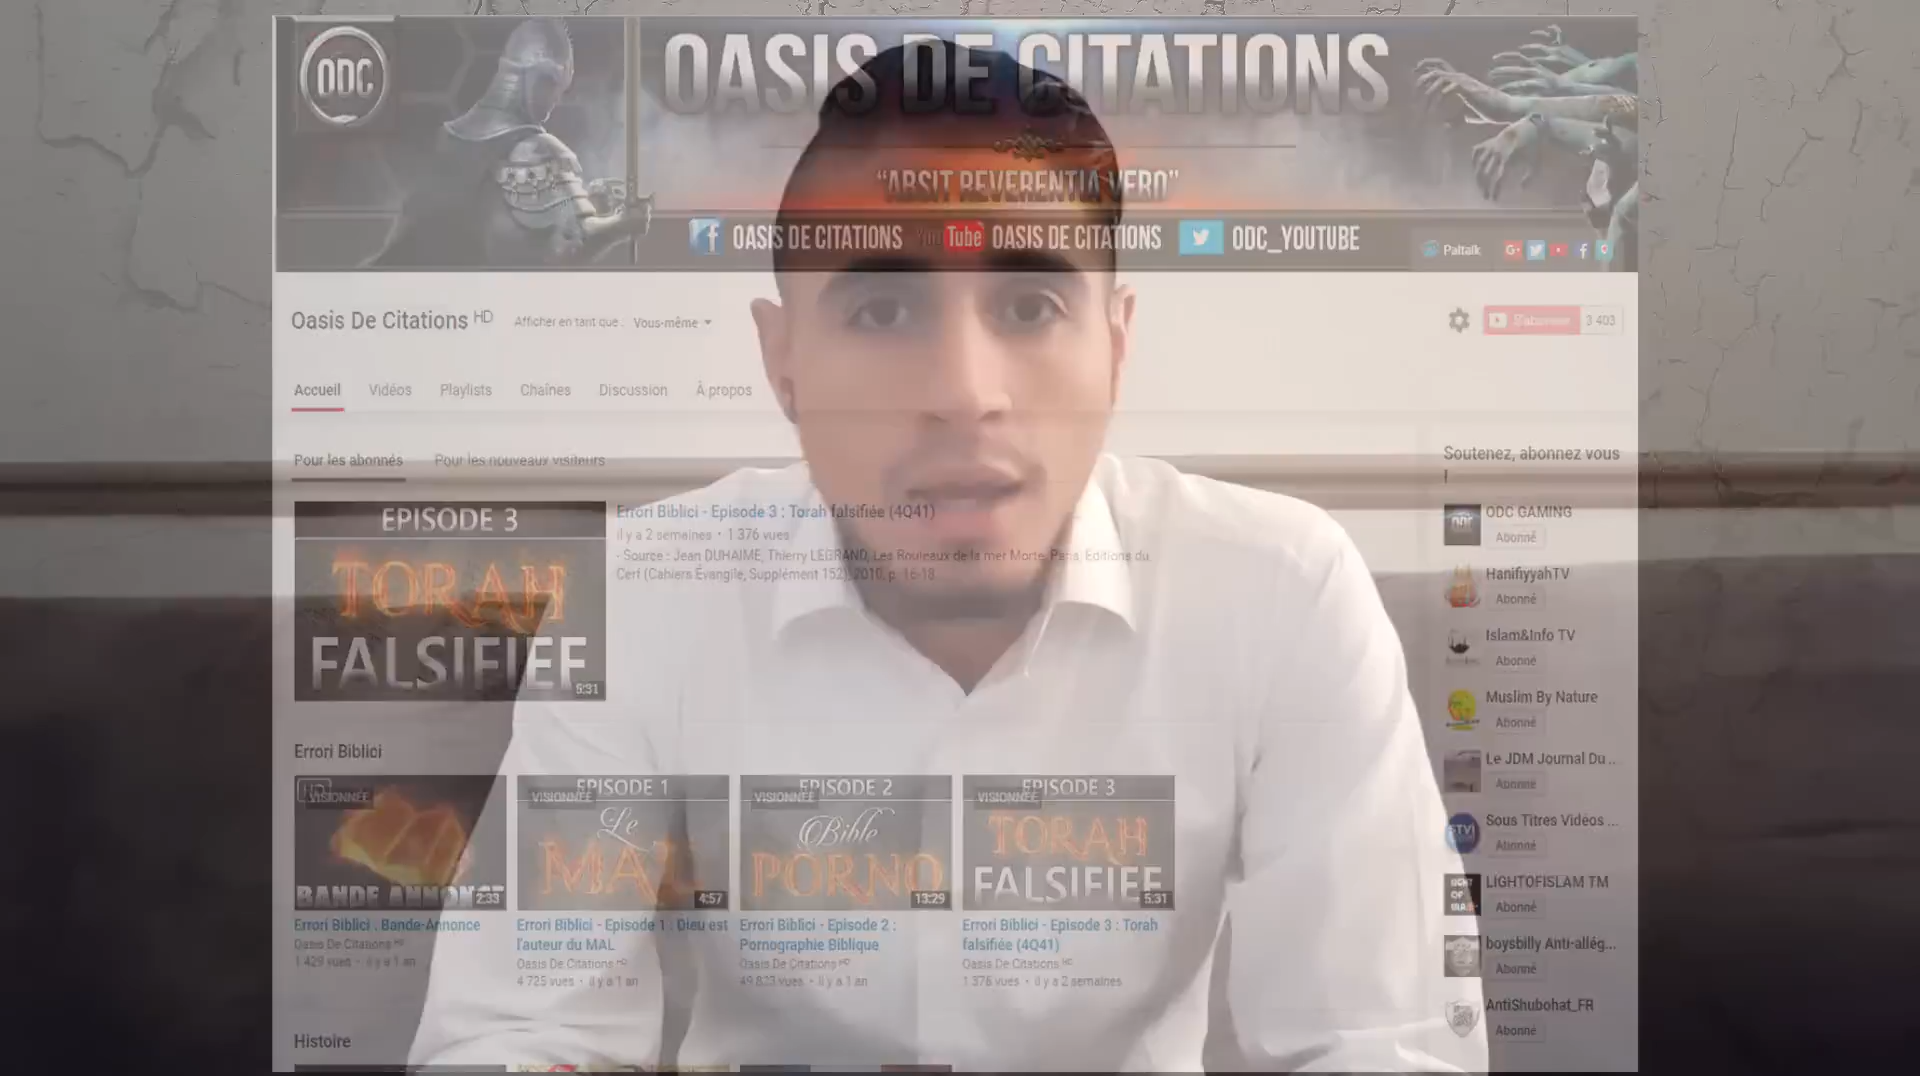 ODC
OASIS DE CITATIONS
"ABSIT REVERENTIA VERO"
OASIS DE CITATIONS
You Tube
OASIS DE CITATIONS
ODC_YOUTUBE
Paltalk
Oasis De Citations HD
Afficher en tant que : Vous-même
S'abonner 3 403
Accueil Vidéos Playlists Chaînes Discussion À propos
Pour les abonnés Pour les nouveaux visiteurs
EPISODE 3
TORAH
FALSIFIEE
5:31
Errori Biblici - Episode 3 : Torah falsifiée (4Q41)
il y a 2 semaines • 1 376 vues
- Source : Jean DUHAIME, Thierry LEGRAND, Les Rouleaux de la mer Morte, Paris, Editions du
Cerf (Cahiers Évangile, Supplément 152), 2010, p. 16-18
Errori Biblici
HD
VISIONNÉE
BANDE ANNONCE
2:33
Errori Biblici : Bande-Annonce
Oasis De Citations HD
1 429 vues • il y a 1 an
EPISODE 1
VISIONNÉE
Le
MAL
4:57
Errori Biblici - Episode 1 : Dieu est
l'auteur du MAL
Oasis De Citations HD
4 725 vues • il y a 1 an
EPISODE 2
VISIONNÉE
Bible
PORNO
13:29
Errori Biblici - Episode 2 :
Pornographie Biblique
Oasis De Citations HD
49 823 vues • il y a 1 an
EPISODE 3
VISIONNÉE
TORAH
FALSIFIEE
5:31
Errori Biblici - Episode 3 : Torah
falsifiée (4Q41)
Oasis De Citations HD
1 376 vues • il y a 2 semaines
Histoire
Soutenez, abonnez vous
!
ODC GAMING
Abonné
HanifiyyahTV
Abonné
Islam&Info TV
Abonné
Muslim By Nature
Abonné
Le JDM Journal Du ...
Abonné
Sous Titres Vidéos ...
Abonné
LIGHTOFISLAM TM
Abonné
boysbilly Anti-allég...
Abonné
AntiShubohat_FR
Abonné